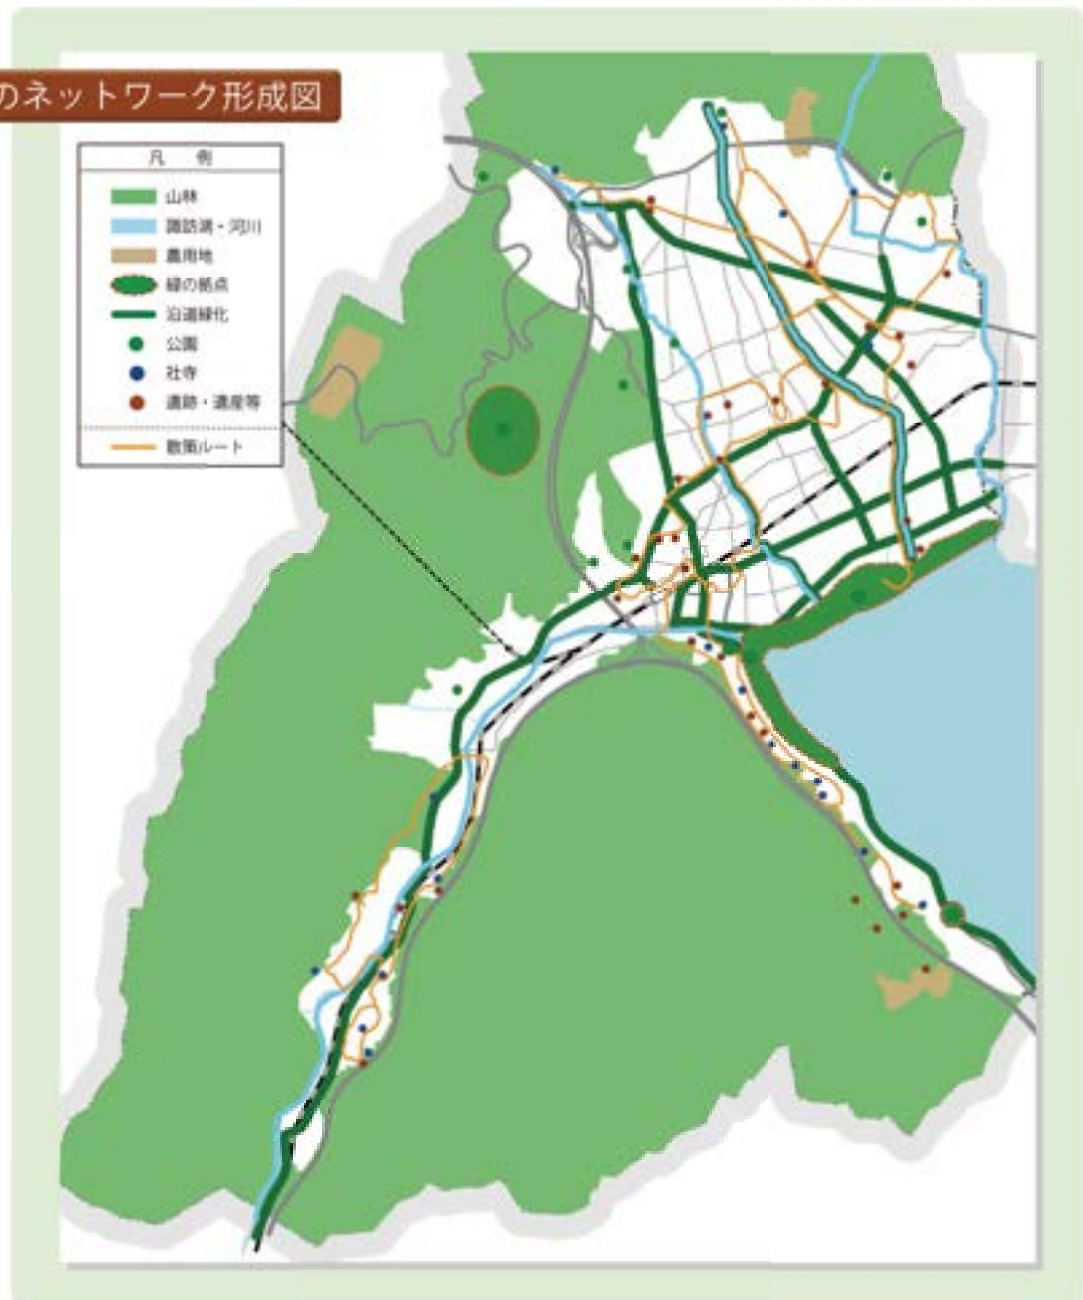 のネットワーク形成図
凡 例
山林
諏訪湖・河川
農用地
緑の拠点
沿道緑化
公園
社寺
遺跡・遺産等
散策ルート